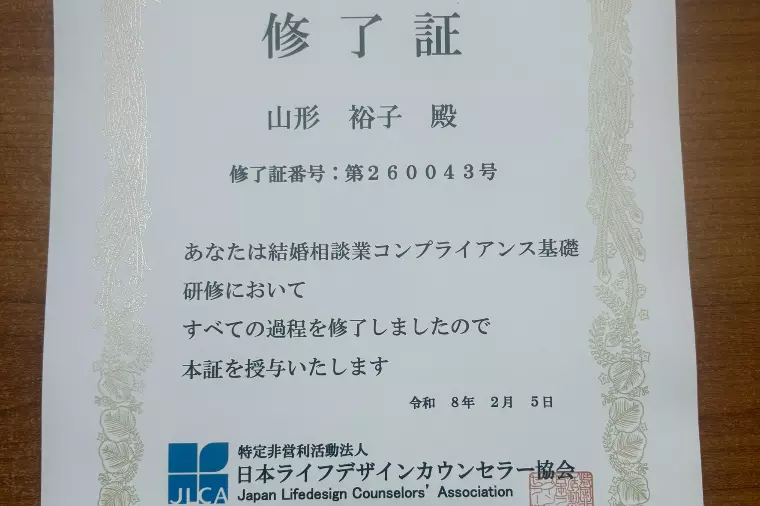 修了証
山形　裕子　殿
修了証番号：第２６００４３号
あなたは結婚相談業コンプライアンス基礎
研修において
すべての過程を修了しましたので
本証を授与いたします
令和　８年　２月　５日
特定非営利活動法人
日本ライフデザインカウンセラー協会
JLCA
Japan Lifedesign Counselors' Association